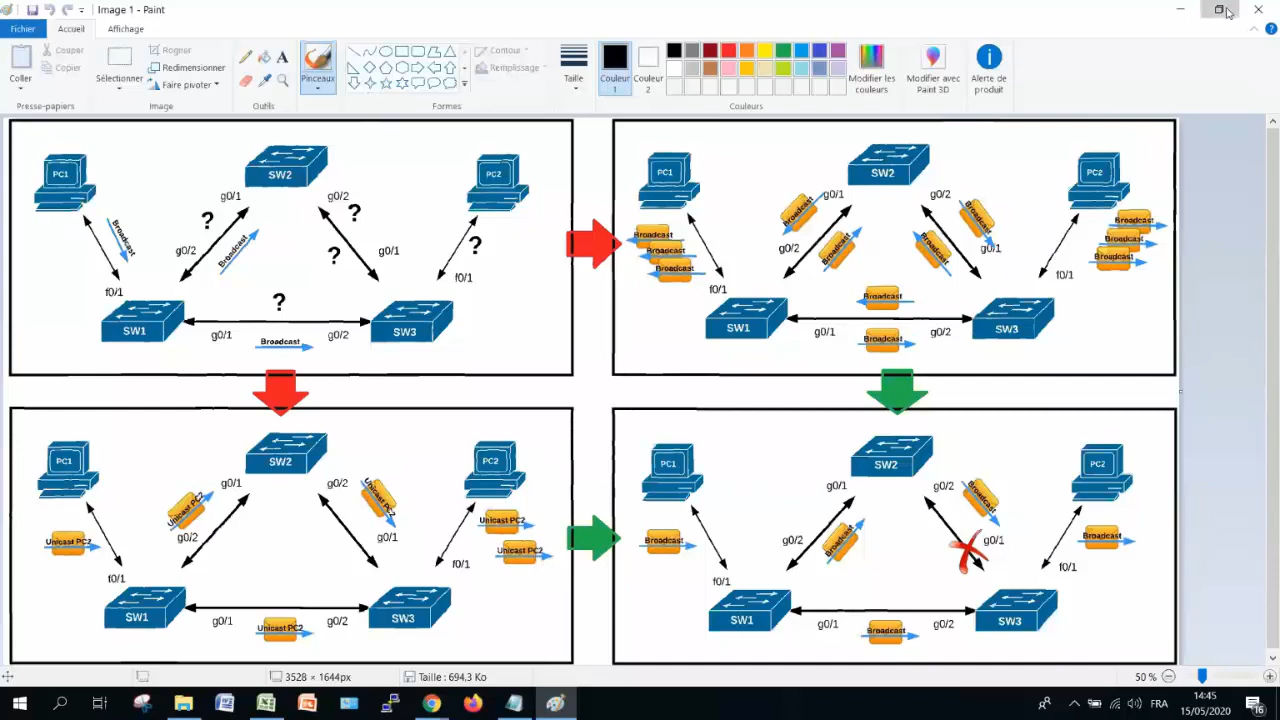 Image 1 - Paint
Fichier
Accueil
Affichage
Coller
Couper
Copier
Presse-papiers
Sélectionner
Rogner
Redimensionner
Faire pivoter
Image
Outils
Pinceaux
Formes
Contour
Remplissage
Taille
Couleur
1
Couleur
2
Couleurs
Modifier les
couleurs
Modifier avec
Paint 3D
Alerte de
produit
PC1
SW2
PC2
g0/1
g0/2
?
?
?
?
Broadcast
g0/2
Broadcast
?
g0/1
f0/1
f0/1
SW1
SW3
g0/1
g0/2
Broadcast
PC1
SW2
PC2
g0/1
g0/2
Broadcast
Broadcast
Broadcast
Broadcast
Broadcast
Broadcast
Broadcast
Broadcast
g0/2
Broadcast
Broadcast
g0/1
f0/1
f0/1
Broadcast
SW1
SW3
g0/1
g0/2
Broadcast
PC1
SW2
PC2
g0/1
g0/2
Unicast PC2
Unicast PC2
Unicast PC2
Unicast PC2
Unicast PC2
g0/2
g0/1
f0/1
f0/1
SW1
SW3
g0/1
g0/2
Unicast PC2
PC1
SW2
PC2
g0/1
g0/2
Broadcast
Broadcast
g0/2
Broadcast
g0/1
Broadcast
f0/1
f0/1
SW1
SW3
g0/1
g0/2
Broadcast
3528 × 1644px
Taille : 694,3 Ko
50 %
FRA
14:45
15/05/2020
16